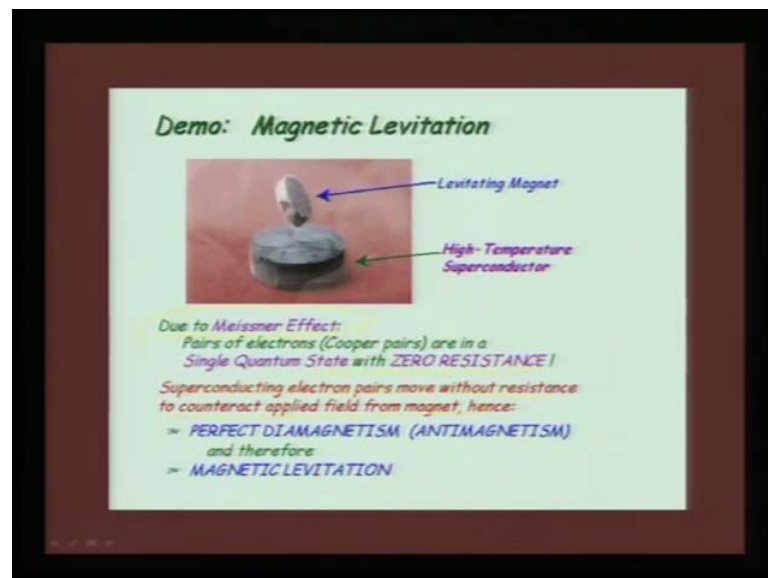 Demo: Magnetic Levitation
Levitating Magnet
High-Temperature
Superconductor
Due to Meissner Effect:
Pairs of electrons (Cooper pairs) are in a
Single Quantum State with ZERO RESISTANCE!
Superconducting electron pairs move without resistance
to counteract applied field from magnet, hence:
➢ PERFECT DIAMAGNETISM (ANTIMAGNETISM)
and therefore
➢ MAGNETIC LEVITATION